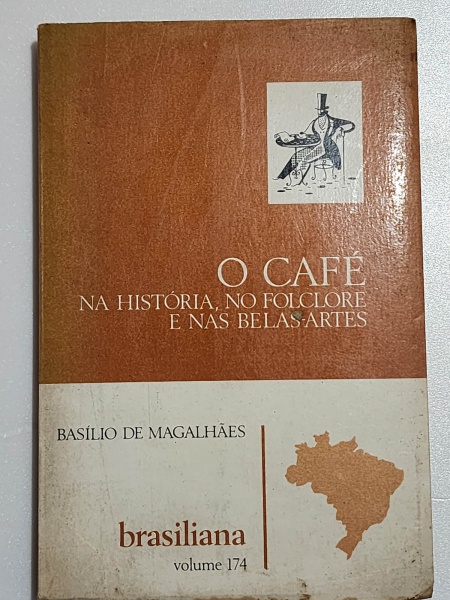 O CAFÉ
NA HISTÓRIA, NO FOLCLORE
E NAS BELAS-ARTES
BASÍLIO DE MAGALHÃES
brasiliana
volume 174